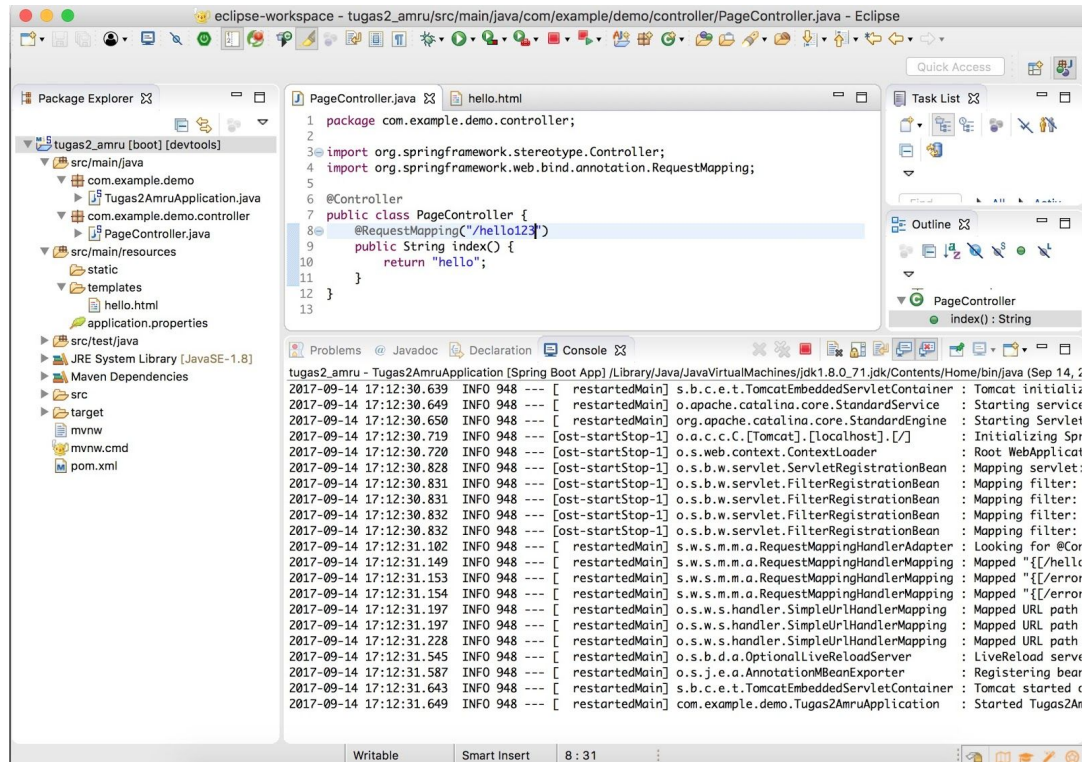 eclipse-workspace - tugas2_amru/src/main/java/com/example/demo/controller/PageController.java - Eclipse
Quick Access
Package Explorer
tugas2_amru [boot] [devtools]
src/main/java
com.example.demo
Tugas2AmruApplication.java
com.example.demo.controller
PageController.java
src/main/resources
static
templates
hello.html
application.properties
src/test/java
JRE System Library [JavaSE-1.8]
Maven Dependencies
src
target
mvnw
mvnw.cmd
pom.xml
PageController.java hello.html
1 package com.example.demo.controller;
2
3 import org.springframework.stereotype.Controller;
4 import org.springframework.web.bind.annotation.RequestMapping;
5
6 @Controller
7 public class PageController {
8 @RequestMapping("/hello123")
9 public String index() {
10 return "hello";
11 }
12 }
13
Task List
Outline
PageController
index() : String
Problems @ Javadoc Declaration Console
tugas2_amru - Tugas2AmruApplication [Spring Boot App] /Library/Java/JavaVirtualMachines/jdk1.8.0_71.jdk/Contents/Home/bin/java (Sep 14, 2
2017-09-14 17:12:30.639 INFO 948 --- [ restartedMain] s.b.c.e.t.TomcatEmbeddedServletContainer : Tomcat initializ
2017-09-14 17:12:30.649 INFO 948 --- [ restartedMain] o.apache.catalina.core.StandardService : Starting service
2017-09-14 17:12:30.650 INFO 948 --- [ restartedMain] org.apache.catalina.core.StandardEngine : Starting Servlet
2017-09-14 17:12:30.719 INFO 948 --- [ost-startStop-1] o.a.c.c.C.[Tomcat].[localhost].[/] : Initializing Spr
2017-09-14 17:12:30.720 INFO 948 --- [ost-startStop-1] o.s.web.context.ContextLoader : Root WebApplicat
2017-09-14 17:12:30.828 INFO 948 --- [ost-startStop-1] o.s.b.w.servlet.ServletRegistrationBean : Mapping servlet:
2017-09-14 17:12:30.831 INFO 948 --- [ost-startStop-1] o.s.b.w.servlet.FilterRegistrationBean : Mapping filter:
2017-09-14 17:12:30.831 INFO 948 --- [ost-startStop-1] o.s.b.w.servlet.FilterRegistrationBean : Mapping filter:
2017-09-14 17:12:30.832 INFO 948 --- [ost-startStop-1] o.s.b.w.servlet.FilterRegistrationBean : Mapping filter:
2017-09-14 17:12:30.832 INFO 948 --- [ost-startStop-1] o.s.b.w.servlet.FilterRegistrationBean : Mapping filter:
2017-09-14 17:12:31.102 INFO 948 --- [ restartedMain] s.w.s.m.m.a.RequestMappingHandlerAdapter : Looking for @Con
2017-09-14 17:12:31.149 INFO 948 --- [ restartedMain] s.w.s.m.m.a.RequestMappingHandlerMapping : Mapped "{[/hello
2017-09-14 17:12:31.153 INFO 948 --- [ restartedMain] s.w.s.m.m.a.RequestMappingHandlerMapping : Mapped "{[/error
2017-09-14 17:12:31.154 INFO 948 --- [ restartedMain] s.w.s.m.m.a.RequestMappingHandlerMapping : Mapped "{[/error
2017-09-14 17:12:31.197 INFO 948 --- [ restartedMain] o.s.w.s.handler.SimpleUrlHandlerMapping : Mapped URL path
2017-09-14 17:12:31.197 INFO 948 --- [ restartedMain] o.s.w.s.handler.SimpleUrlHandlerMapping : Mapped URL path
2017-09-14 17:12:31.228 INFO 948 --- [ restartedMain] o.s.w.s.handler.SimpleUrlHandlerMapping : Mapped URL path
2017-09-14 17:12:31.545 INFO 948 --- [ restartedMain] o.s.b.d.a.OptionalLiveReloadServer : LiveReload serve
2017-09-14 17:12:31.587 INFO 948 --- [ restartedMain] o.s.j.e.a.AnnotationMBeanExporter : Registering bean
2017-09-14 17:12:31.643 INFO 948 --- [ restartedMain] s.b.c.e.t.TomcatEmbeddedServletContainer : Tomcat started o
2017-09-14 17:12:31.649 INFO 948 --- [ restartedMain] com.example.demo.Tugas2AmruApplication : Started Tugas2Am
Writable Smart Insert 8:31